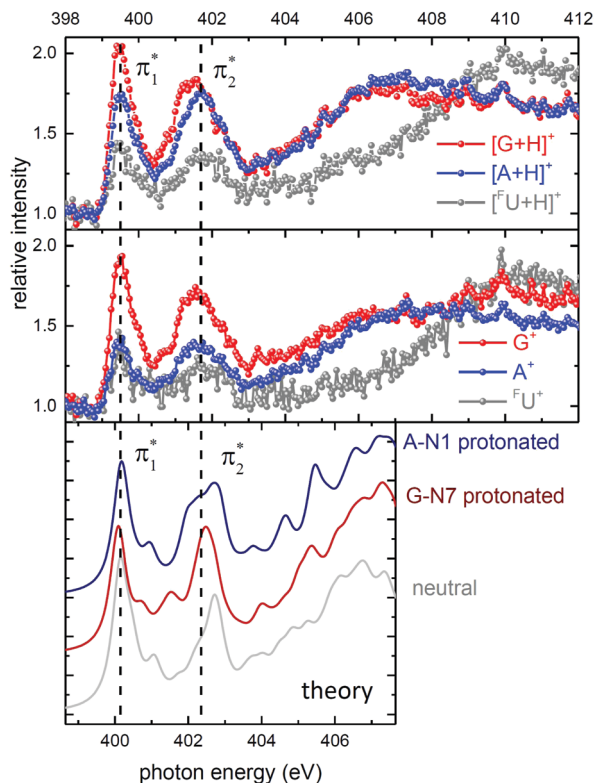 398 400 402 404 406 408 410 412
2.0
π₁* π₂*
1.5
[G+H]⁺
[A+H]⁺
1.0
[ᶠU+H]⁺
relative intensity
2.0
1.5
G⁺
A⁺
1.0
ᶠU⁺
π₁* π₂*
A-N1 protonated
G-N7 protonated
neutral
theory
400 402 404 406
photon energy (eV)